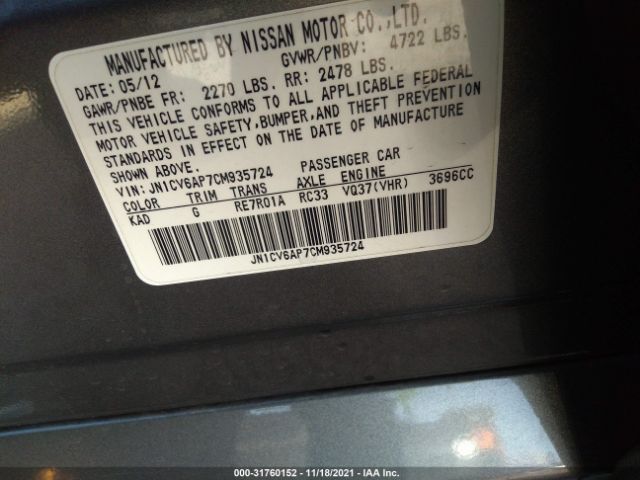 MANUFACTURED BY NISSAN MOTOR CO.,LTD.
DATE: 05/12 GVWR/PNBV: 4722 LBS.
GAWR/PNBE FR: 2270 LBS. RR: 2478 LBS.
THIS VEHICLE CONFORMS TO ALL APPLICABLE FEDERAL
MOTOR VEHICLE SAFETY,BUMPER,AND THEFT PREVENTION
STANDARDS IN EFFECT ON THE DATE OF MANUFACTURE
SHOWN ABOVE.
VIN: JN1CV6AP7CM935724 PASSENGER CAR
COLOR TRIM TRANS AXLE ENGINE
KAD G RE7R01A RC33 VQ37(VHR) 3696CC
JN1CV6AP7CM935724
000-31760152 - 11/18/2021 - IAA Inc.